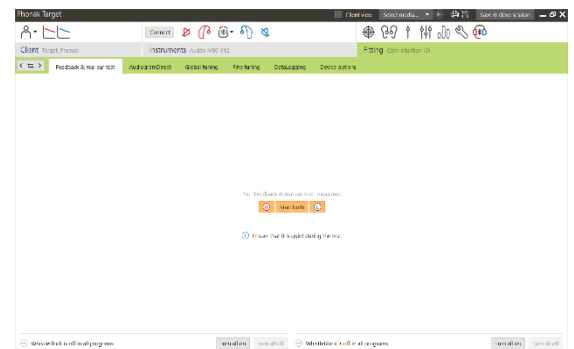 Phonak Target
Client view Select media... Save & close session
Connect
Client Target, Phonak
Instruments Audéo M90-312
Fitting Calm situation (0)
Feedback & real ear test AudiogramDirect Global tuning Fine tuning DataLogging Device options
No feedback & real ear test measured
Start both
Ensure that it is quiet during the test.
WhistleBlock is off in all programs Turn all on Turn all off
WhistleBlock is off in all programs Turn all on Turn all off